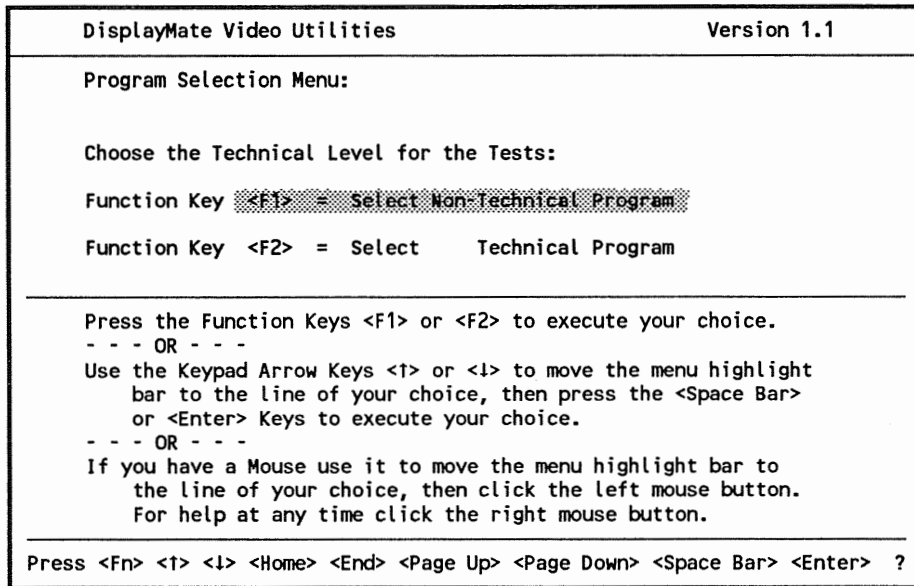 DisplayMate Video Utilities Version 1.1
Program Selection Menu:
Choose the Technical Level for the Tests:
Function Key <F1> = Select Non-Technical Program
Function Key <F2> = Select Technical Program
Press the Function Keys <F1> or <F2> to execute your choice.
- - - OR - - -
Use the Keypad Arrow Keys <↑> or <↓> to move the menu highlight
bar to the line of your choice, then press the <Space Bar>
or <Enter> Keys to execute your choice.
- - - OR - - -
If you have a Mouse use it to move the menu highlight bar to
the line of your choice, then click the left mouse button.
For help at any time click the right mouse button.
Press <Fn> <↑> <↓> <Home> <End> <Page Up> <Page Down> <Space Bar> <Enter> ?